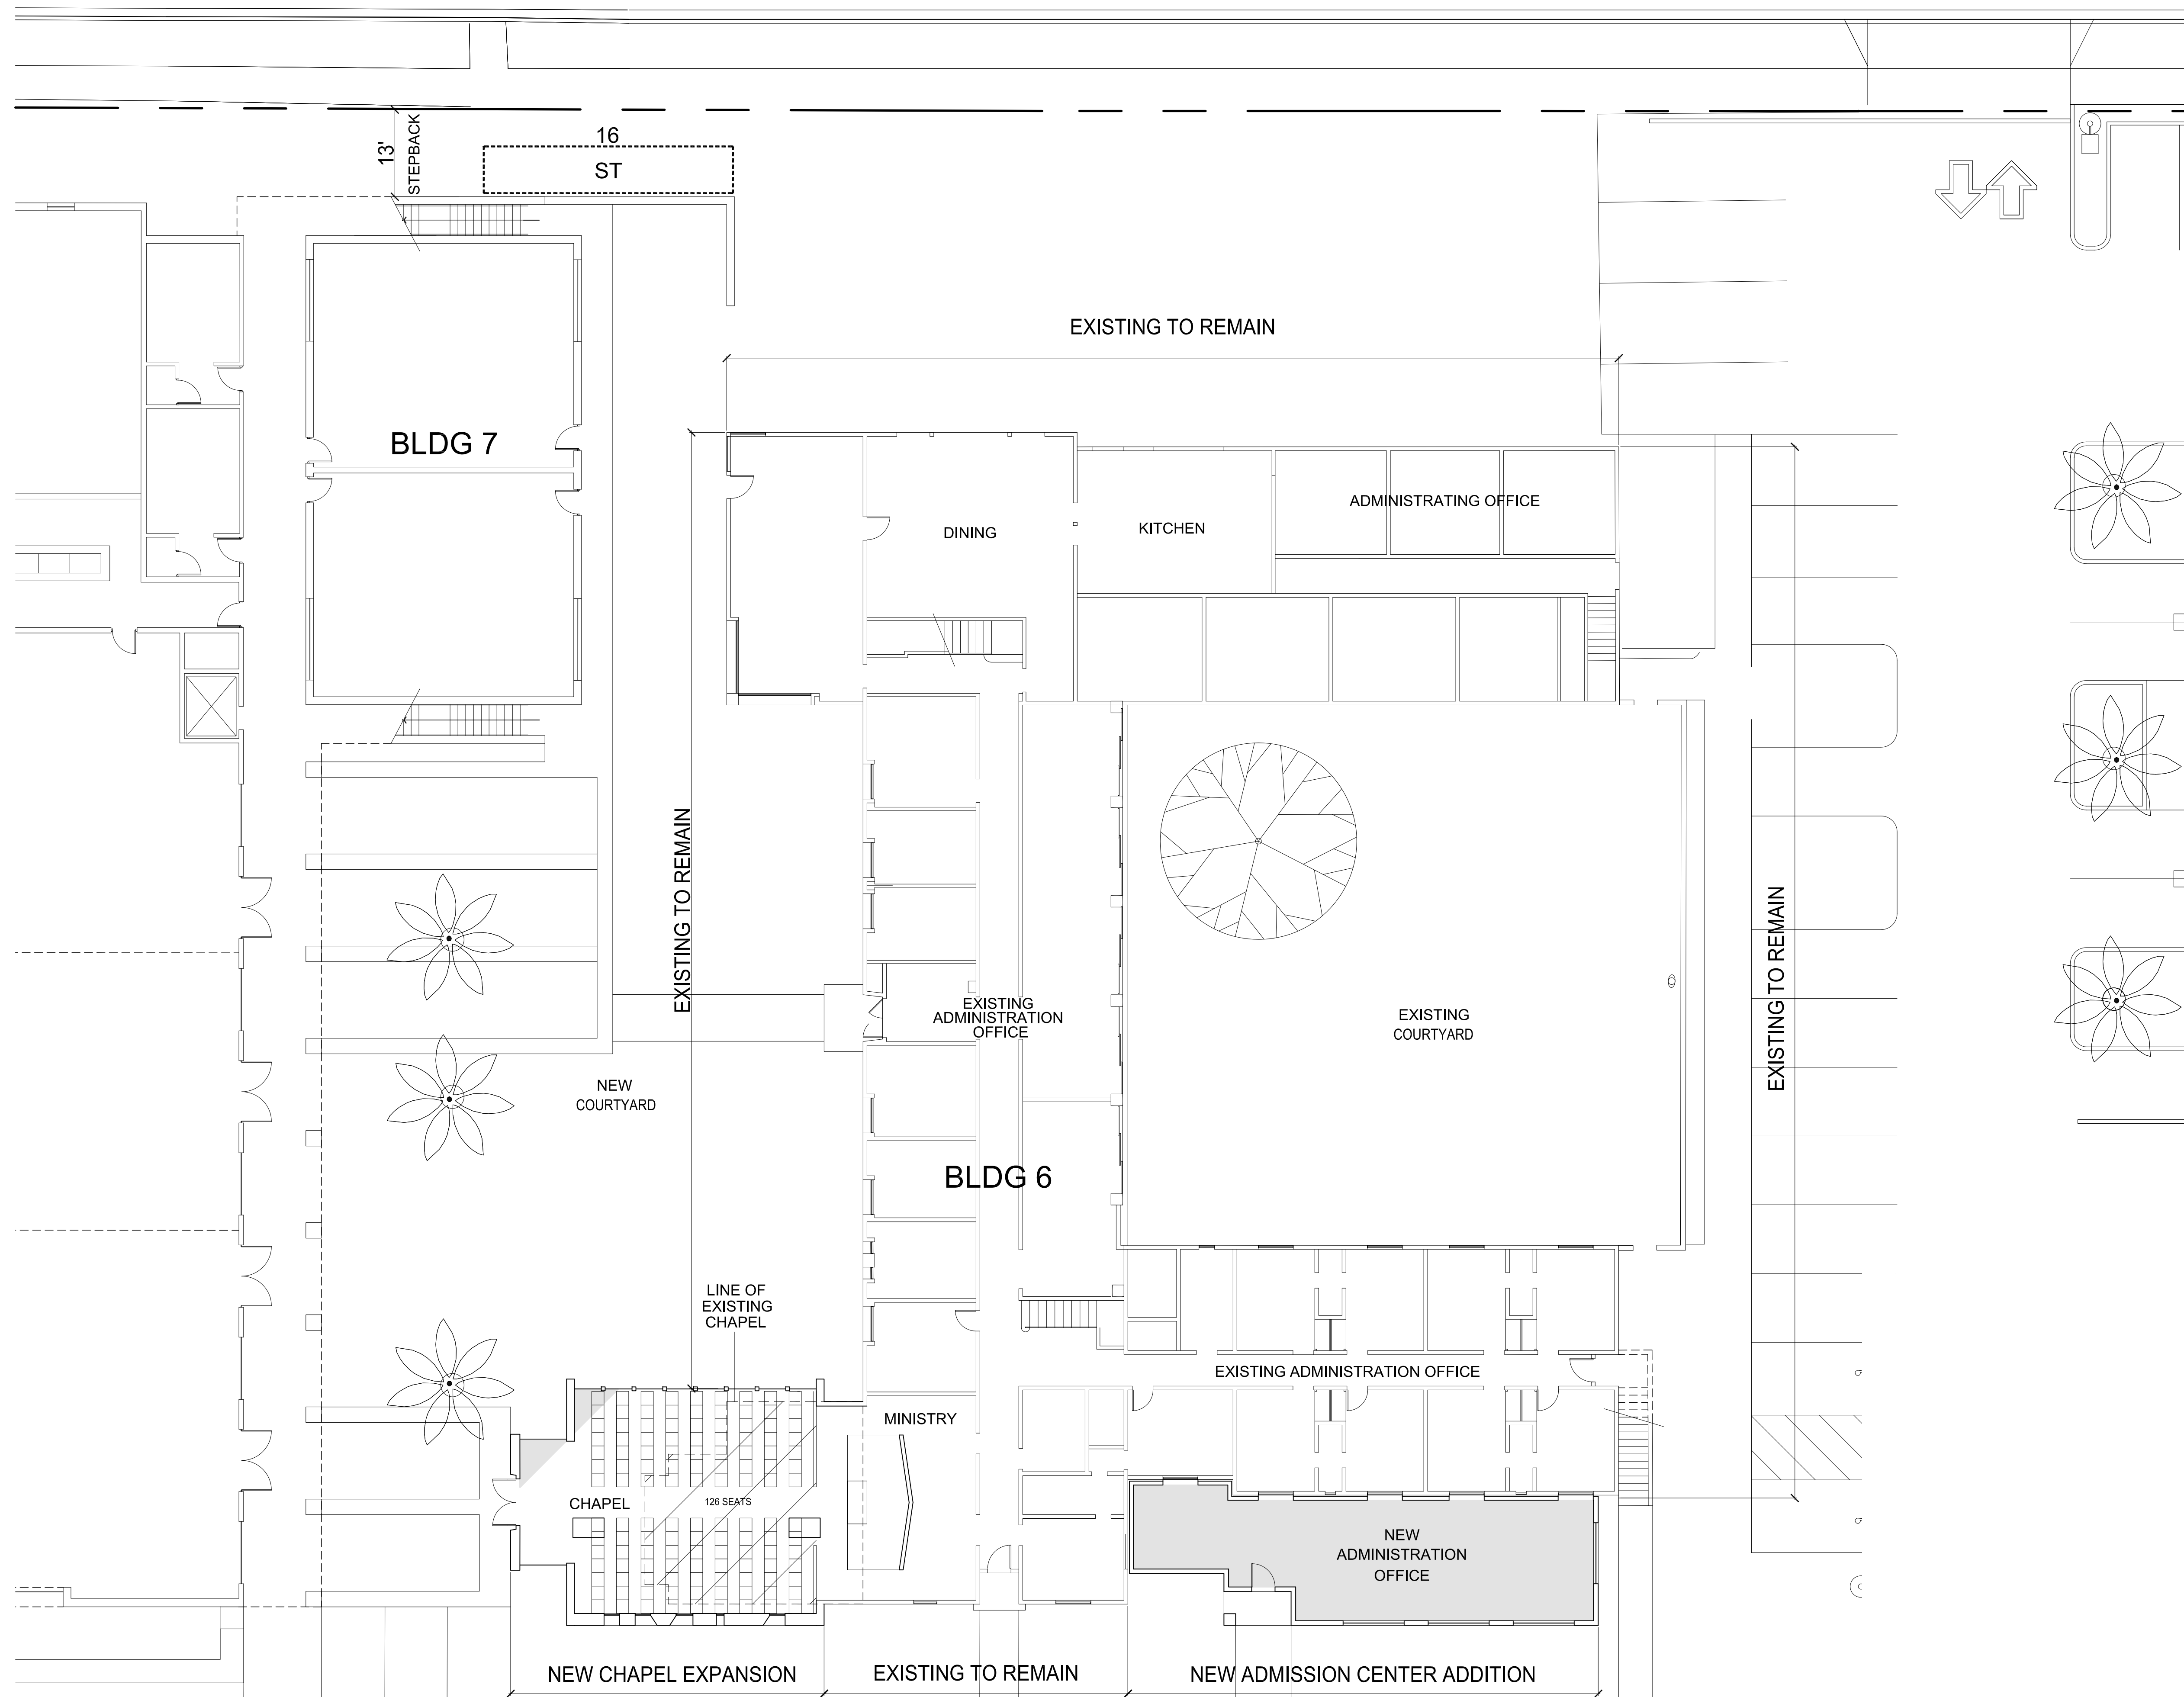 13'
STEPBACK
16
ST
EXISTING TO REMAIN
BLDG 7
DINING
KITCHEN
ADMINISTRATING OFFICE
EXISTING TO REMAIN
EXISTING TO REMAIN
EXISTING
ADMINISTRATION
OFFICE
EXISTING
COURTYARD
NEW
COURTYARD
BLDG 6
LINE OF
EXISTING
CHAPEL
EXISTING ADMINISTRATION OFFICE
MINISTRY
CHAPEL
126 SEATS
NEW
ADMINISTRATION
OFFICE
NEW CHAPEL EXPANSION
EXISTING TO REMAIN
NEW ADMISSION CENTER ADDITION